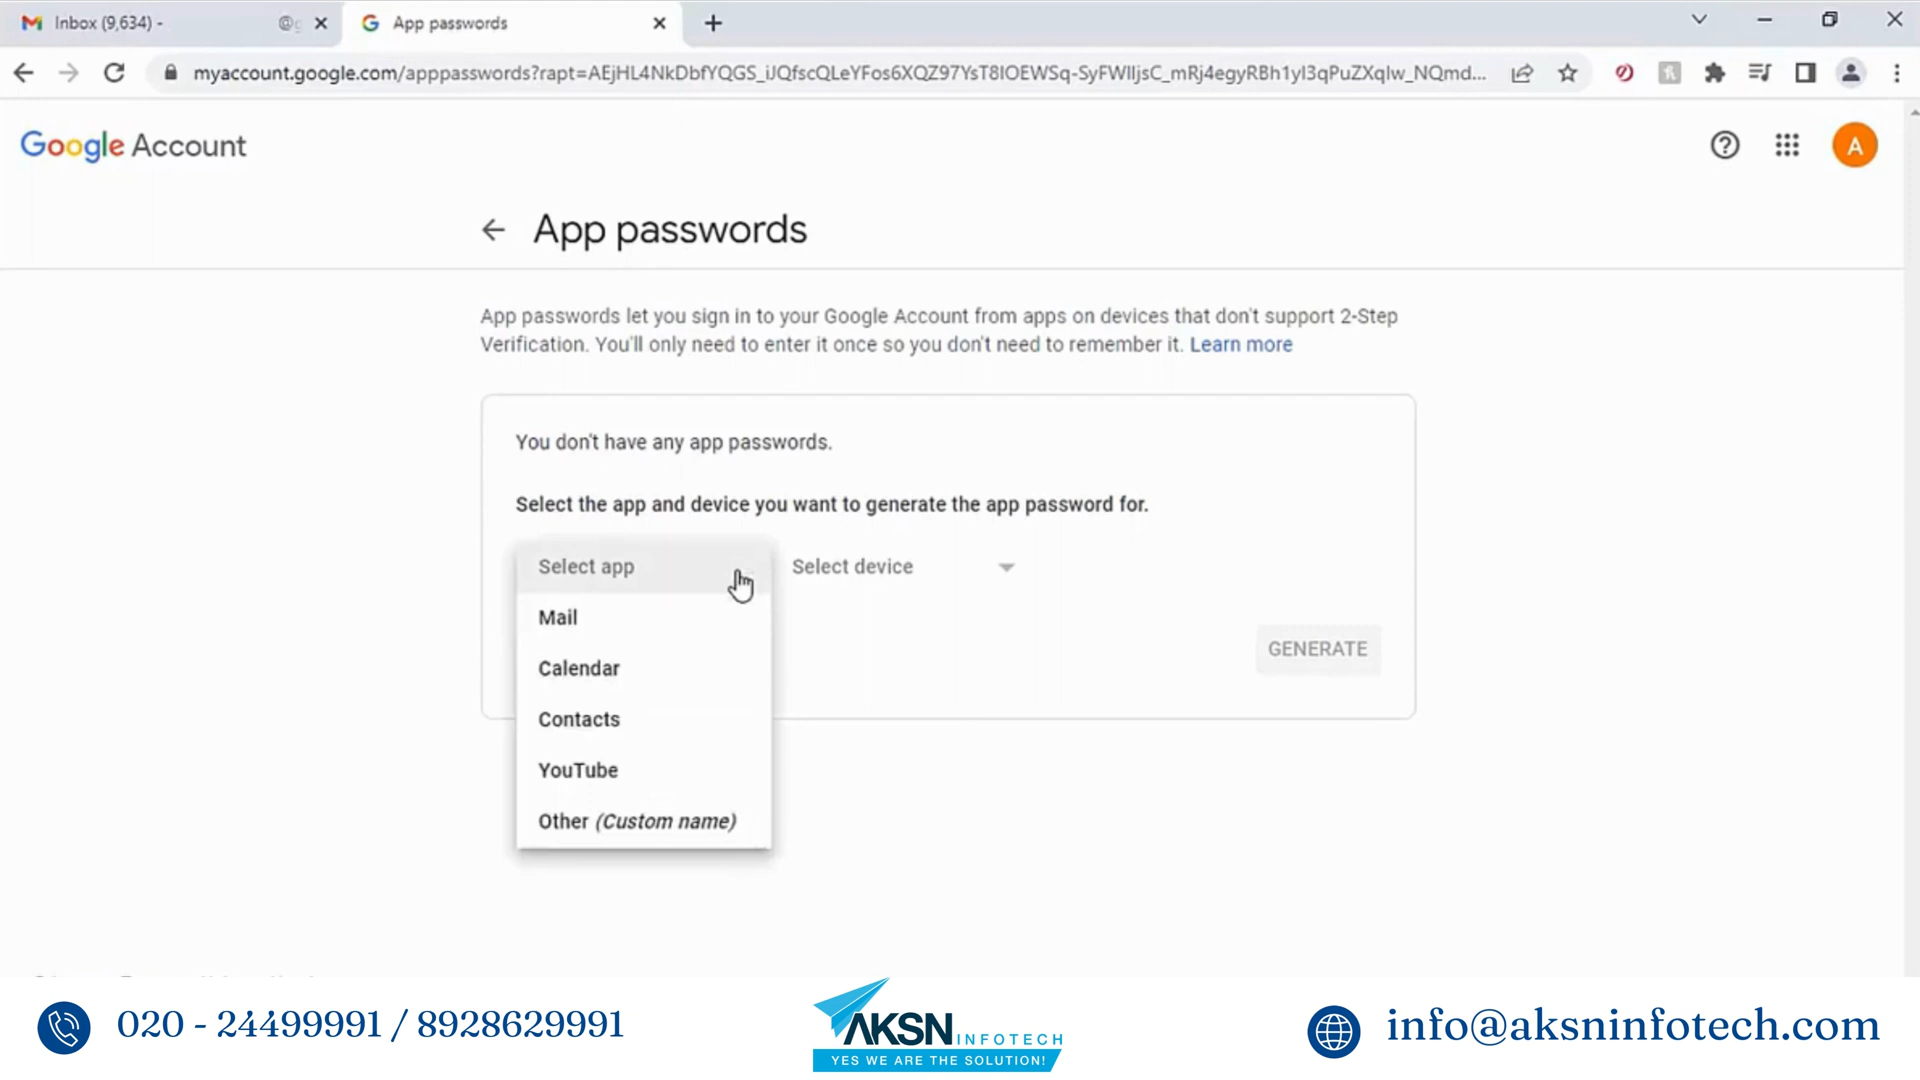 Inbox (9,634) -
App passwords
myaccount.google.com/apppasswords?rapt=AEjHL4NkDbfYQGS_iJQfscQLeYFos6XQZ97YsT8IOEWSq-SyFWIljsC_mRj4egyRBh1yI3qPuZXqIw_NQmd...
Google Account
A
App passwords
App passwords let you sign in to your Google Account from apps on devices that don't support 2-Step
Verification. You'll only need to enter it once so you don't need to remember it. Learn more
You don't have any app passwords.
Select the app and device you want to generate the app password for.
Select app
Select device
Mail
GENERATE
Calendar
Contacts
YouTube
Other (Custom name)
020 - 24499991 / 8928629991
AKSN INFOTECH
YES WE ARE THE SOLUTION!
info@aksninfotech.com